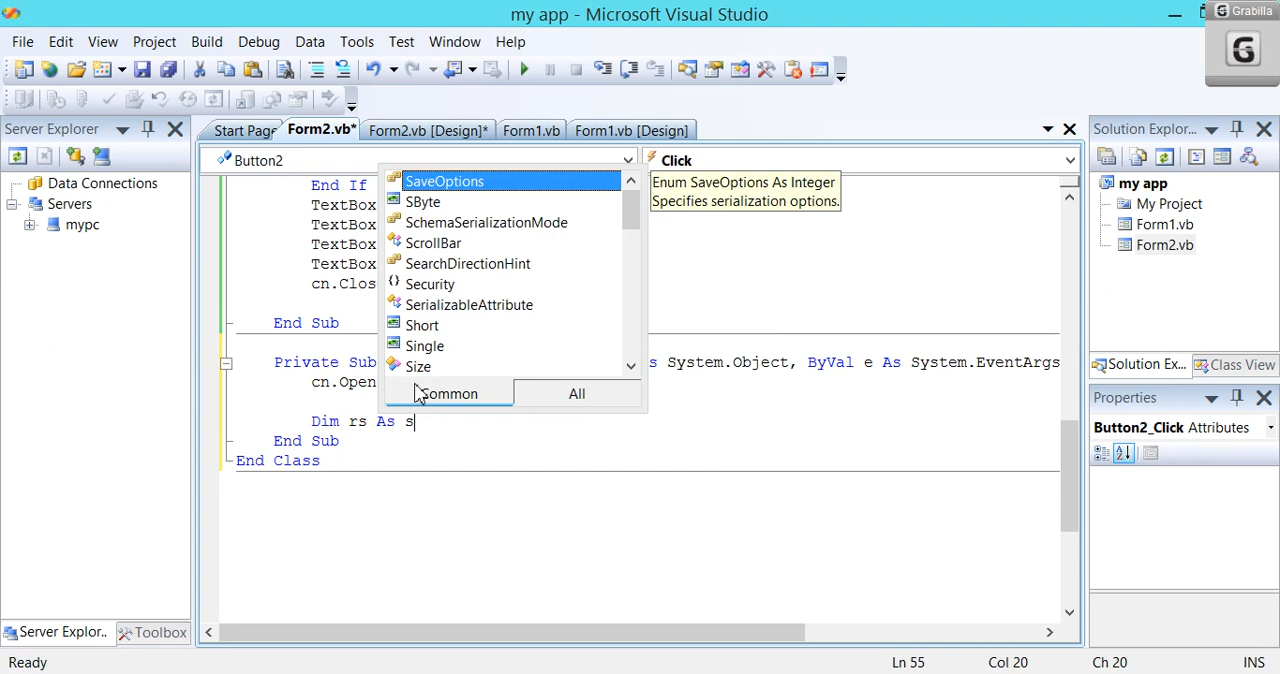 my app - Microsoft Visual Studio
Grabilla
G
File Edit View Project Build Debug Data Tools Test Window Help
Server Explorer
Data Connections
Servers
mypc
Server Explor.. Toolbox
Start Page Form2.vb* Form2.vb [Design]* Form1.vb Form1.vb [Design]
Button2
Click
End If
TextBox
TextBox
TextBox
TextBox
cn.Clos
End Sub
Private Sub
s System.Object, ByVal e As System.EventArgs
cn.Open
Dim rs As s
End Sub
End Class
SaveOptions
SByte
SchemaSerializationMode
ScrollBar
SearchDirectionHint
Security
SerializableAttribute
Short
Single
Size
Common All
Enum SaveOptions As Integer
Specifies serialization options.
Solution Explor...
my app
My Project
Form1.vb
Form2.vb
Solution Ex... Class View
Properties
Button2_Click Attributes
Ready Ln 55 Col 20 Ch 20 INS